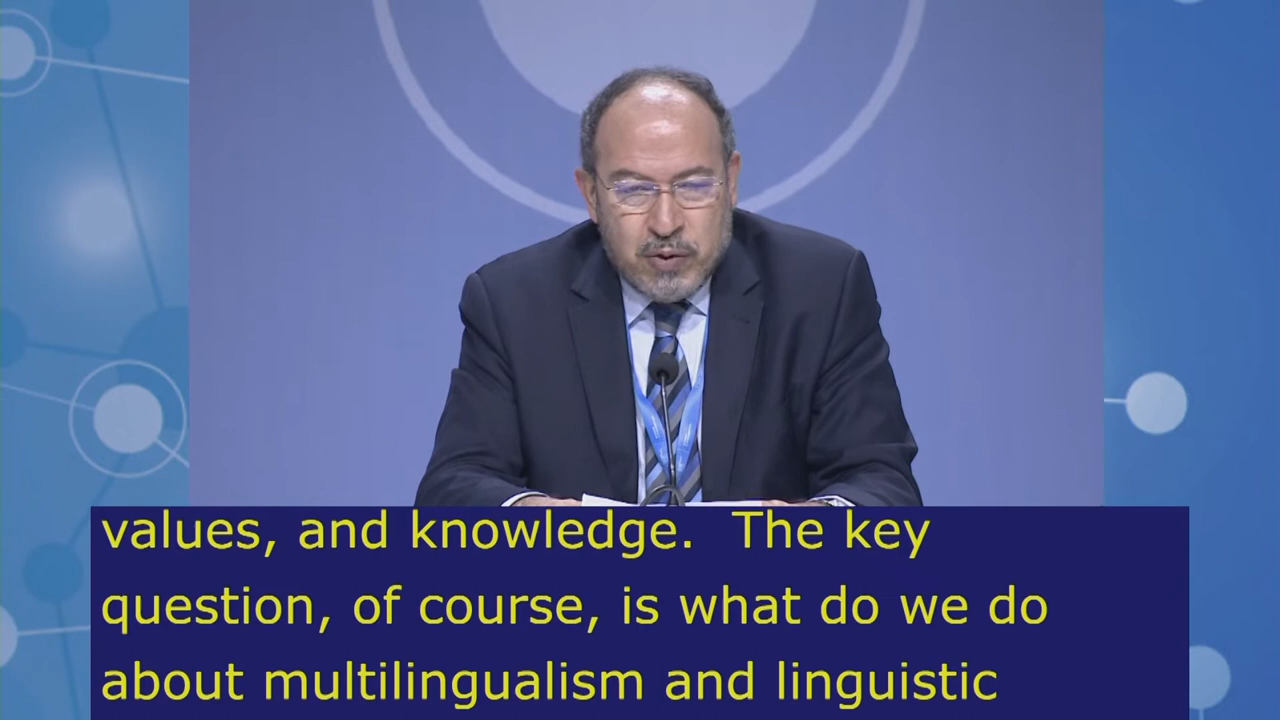 values, and knowledge.  The key
question, of course, is what do we do
about multilingualism and linguistic